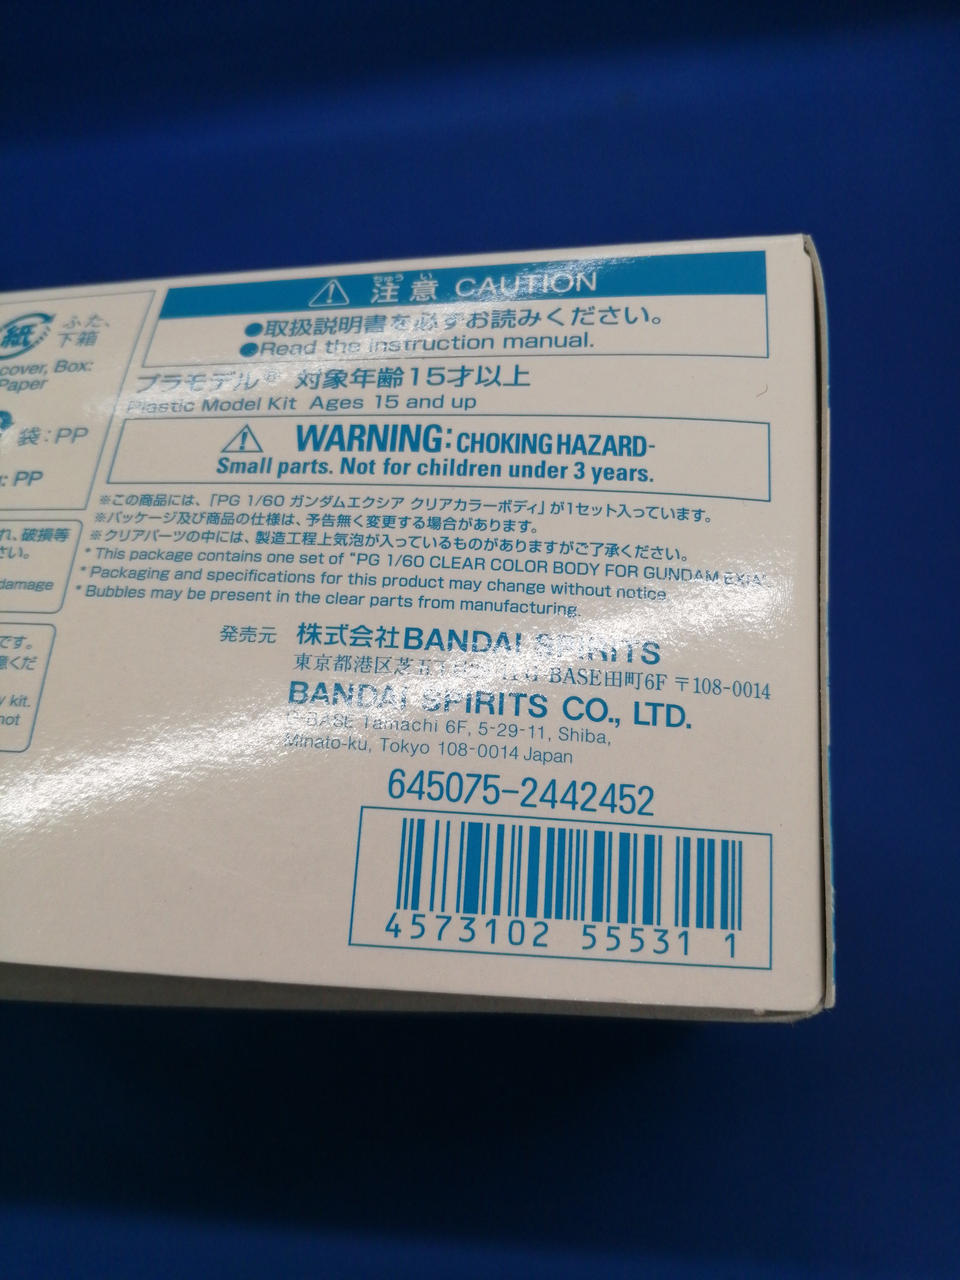 紙
ふた、
下箱
cover, Box:
Paper
袋：PP
: PP
れ、破損等
さい。
damage
です。
意くだ
y kit.
not
ちゅう い
注意 CAUTION
●取扱説明書を必ずお読みください。
●Read the instruction manual.
プラモデル® 対象年齢15才以上
Plastic Model Kit Ages 15 and up
WARNING: CHOKING HAZARD-
Small parts. Not for children under 3 years.
※この商品には、「PG 1/60 ガンダムエクシア クリアカラーボディ」が1セット入っています。
※パッケージ及び商品の仕様は、予告無く変更する場合があります。
※クリアパーツの中には、製造工程上気泡が入っているものがありますがご了承ください。
* This package contains one set of "PG 1/60 CLEAR COLOR BODY FOR GUNDAM EXIA".
* Packaging and specifications for this product may change without notice.
* Bubbles may be present in the clear parts from manufacturing.
発売元 株式会社BANDAI SPIRITS
東京都港区芝五丁目 BASE田町6F 〒108-0014
BANDAI SPIRITS CO., LTD.
G-BASE Tamachi 6F, 5-29-11, Shiba,
Minato-ku, Tokyo 108-0014 Japan
645075-2442452
4573102 55531 1